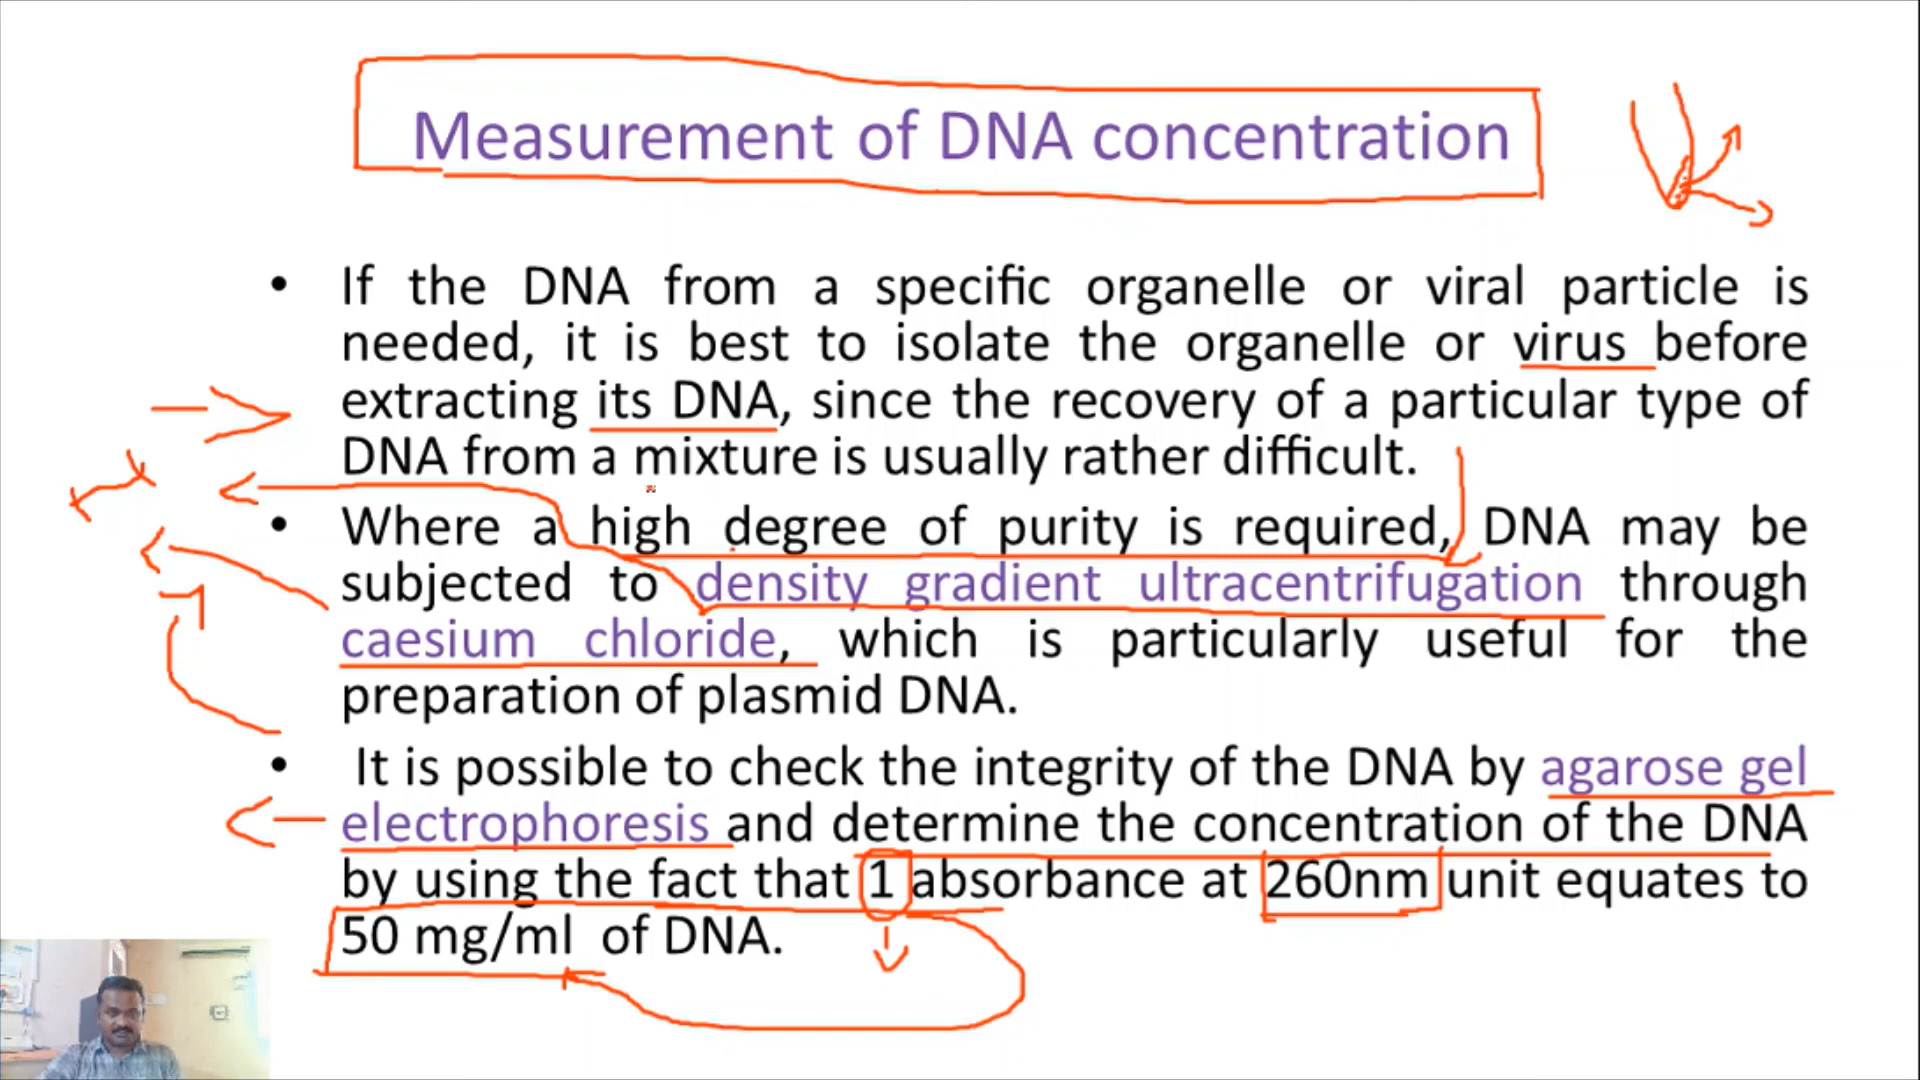 Measurement of DNA concentration
• If the DNA from a specific organelle or viral particle is
needed, it is best to isolate the organelle or virus before
extracting its DNA, since the recovery of a particular type of
DNA from a mixture is usually rather difficult.
• Where a high degree of purity is required, DNA may be
subjected to density gradient ultracentrifugation through
caesium chloride, which is particularly useful for the
preparation of plasmid DNA.
• It is possible to check the integrity of the DNA by agarose gel
electrophoresis and determine the concentration of the DNA
by using the fact that 1 absorbance at 260nm unit equates to
50 mg/ml of DNA.